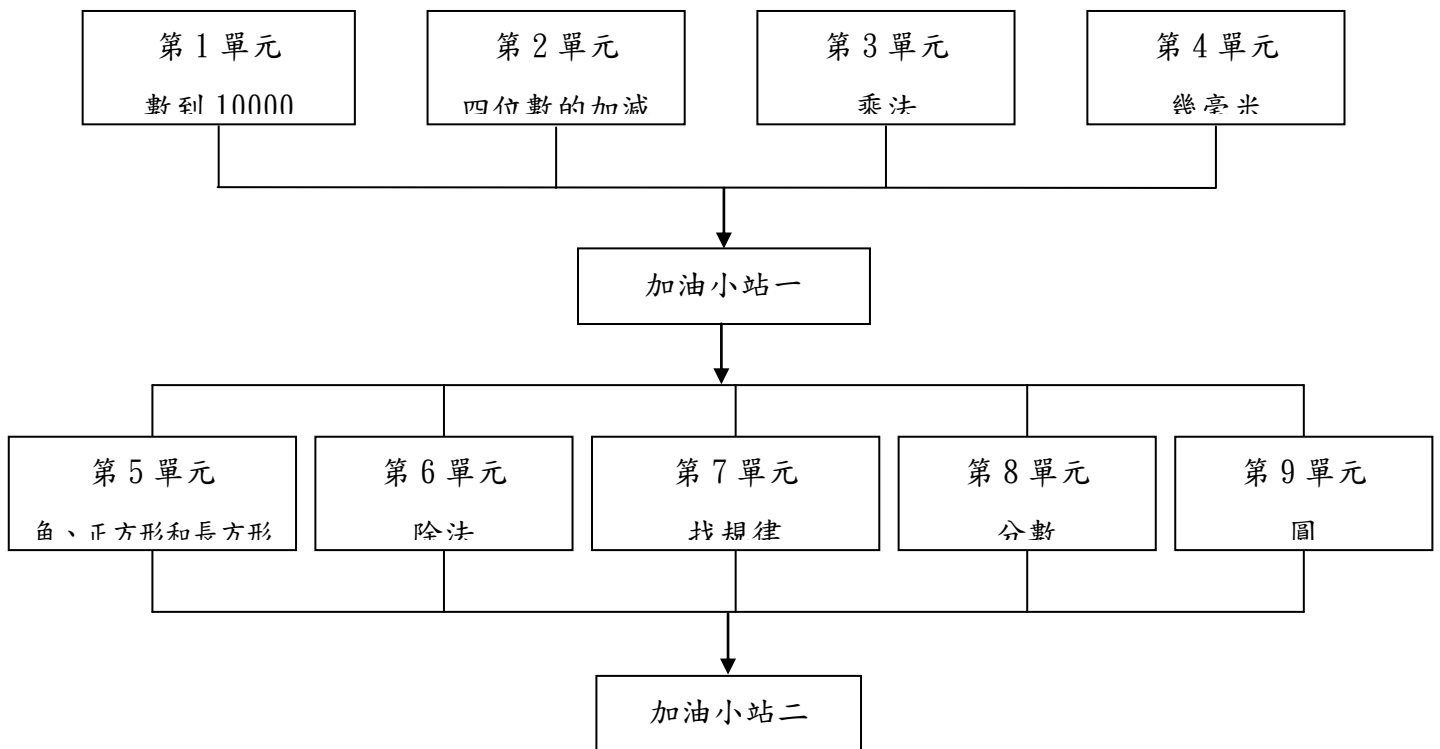 第 1 單元
數到 10000
第 2 單元
四位數的加減
第 3 單元
乘法
第 4 單元
幾毫米
加油小站一
第 5 單元
角、正方形和長方形
第 6 單元
除法
第 7 單元
找規律
第 8 單元
分數
第 9 單元
圓
加油小站二